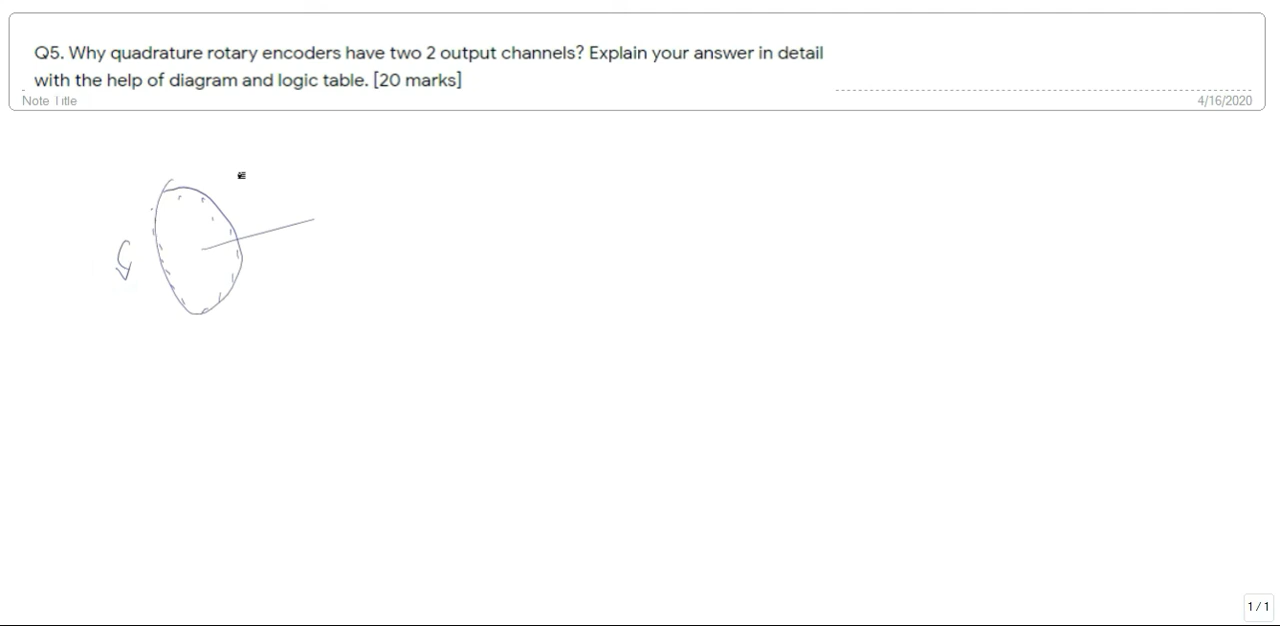 Q5. Why quadrature rotary encoders have two 2 output channels? Explain your answer in detail
with the help of diagram and logic table. [20 marks]
Note Title
4/16/2020
1 / 1